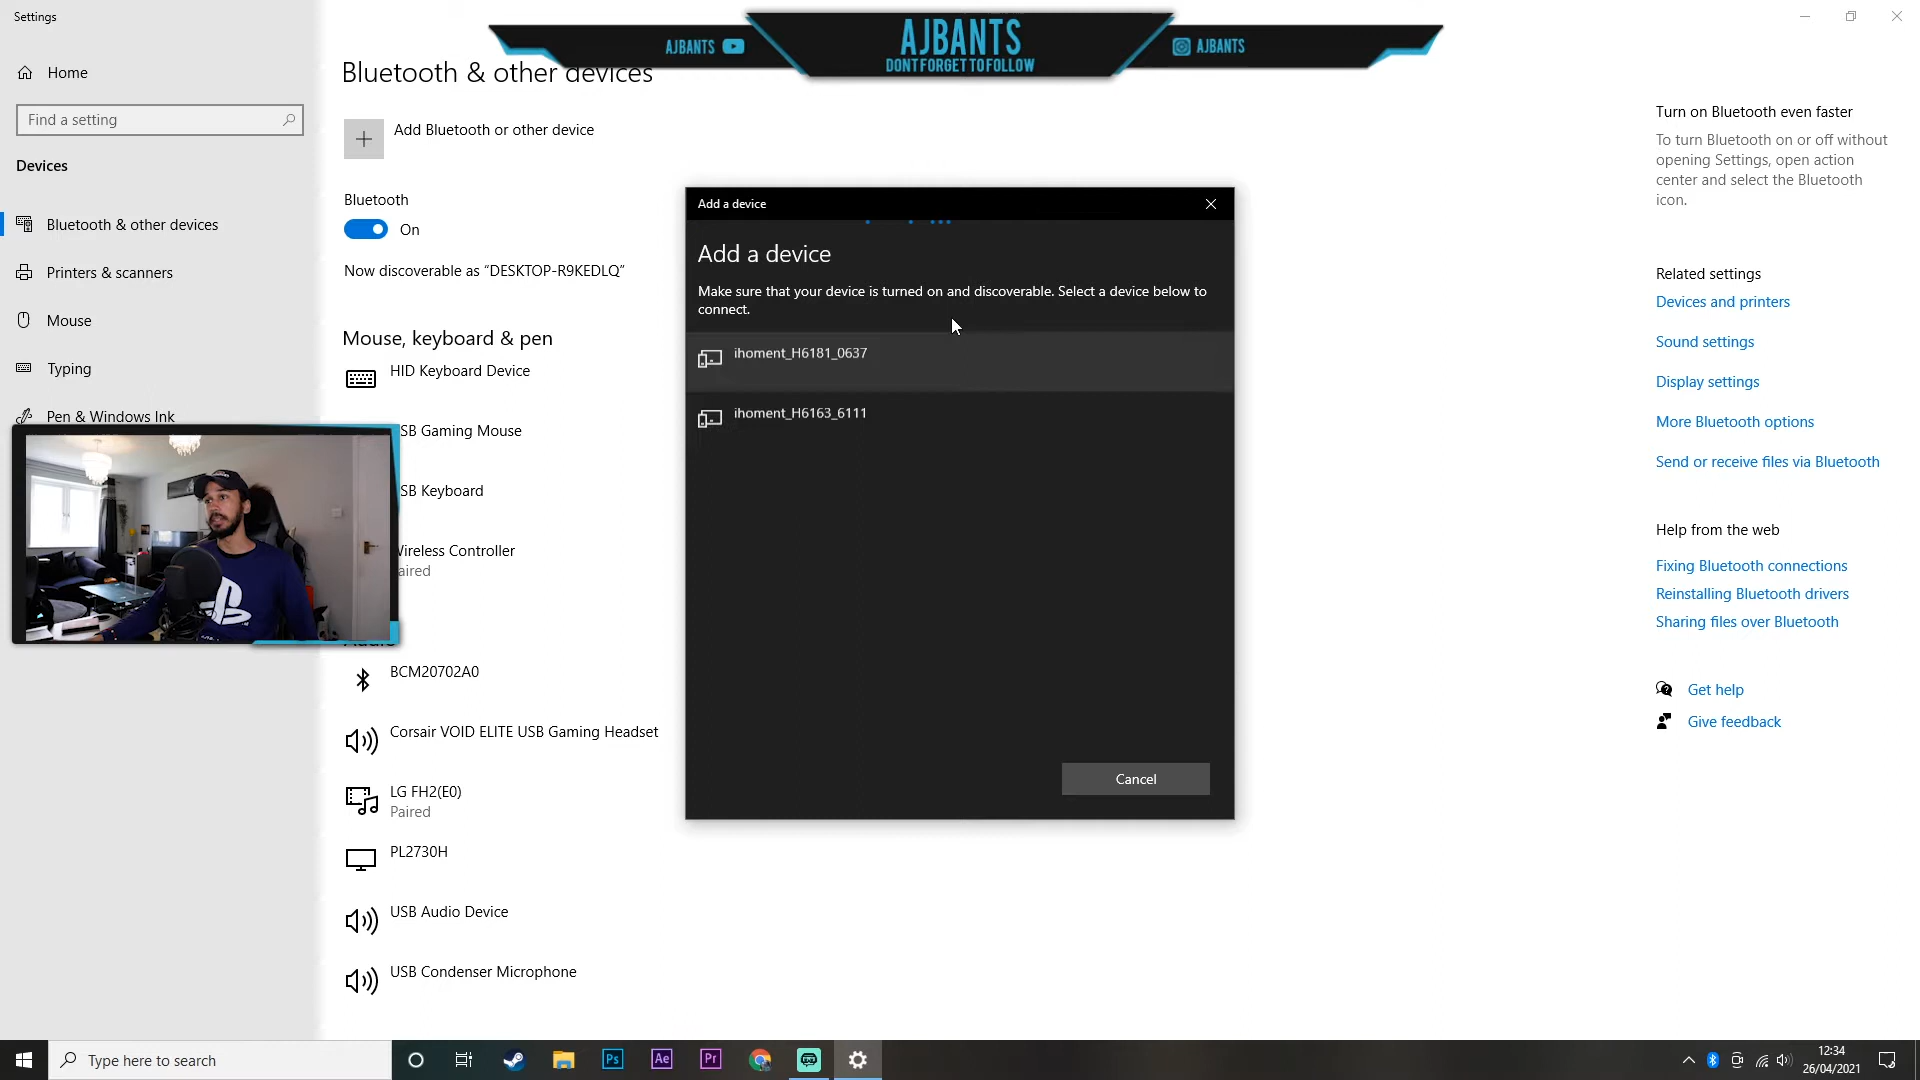 Settings
AJBANTS
AJBANTS
DONT FORGET TO FOLLOW
AJBANTS
Home
Find a setting
Devices
Bluetooth & other devices
Printers & scanners
Mouse
Typing
Pen & Windows Ink
Bluetooth & other devices
Add Bluetooth or other device
Bluetooth
On
Now discoverable as “DESKTOP-R9KEDLQ”
Mouse, keyboard & pen
HID Keyboard Device
SB Gaming Mouse
SB Keyboard
Wireless Controller
aired
BCM20702A0
Corsair VOID ELITE USB Gaming Headset
LG FH2(E0)
Paired
PL2730H
USB Audio Device
USB Condenser Microphone
Add a device
Add a device
Make sure that your device is turned on and discoverable. Select a device below to
connect.
ihoment_H6181_0637
ihoment_H6163_6111
Cancel
Turn on Bluetooth even faster
To turn Bluetooth on or off without
opening Settings, open action
center and select the Bluetooth
icon.
Related settings
Devices and printers
Sound settings
Display settings
More Bluetooth options
Send or receive files via Bluetooth
Help from the web
Fixing Bluetooth connections
Reinstalling Bluetooth drivers
Sharing files over Bluetooth
Get help
Give feedback
Type here to search
Ps
Ae
Pr
12:34
26/04/2021